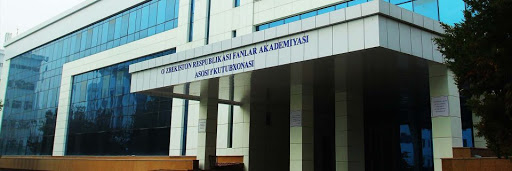 O'ZBEKISTON RESPUBLIKASI FANLAR AKADEMIYASI
ASOSIY KUTUBXONASI